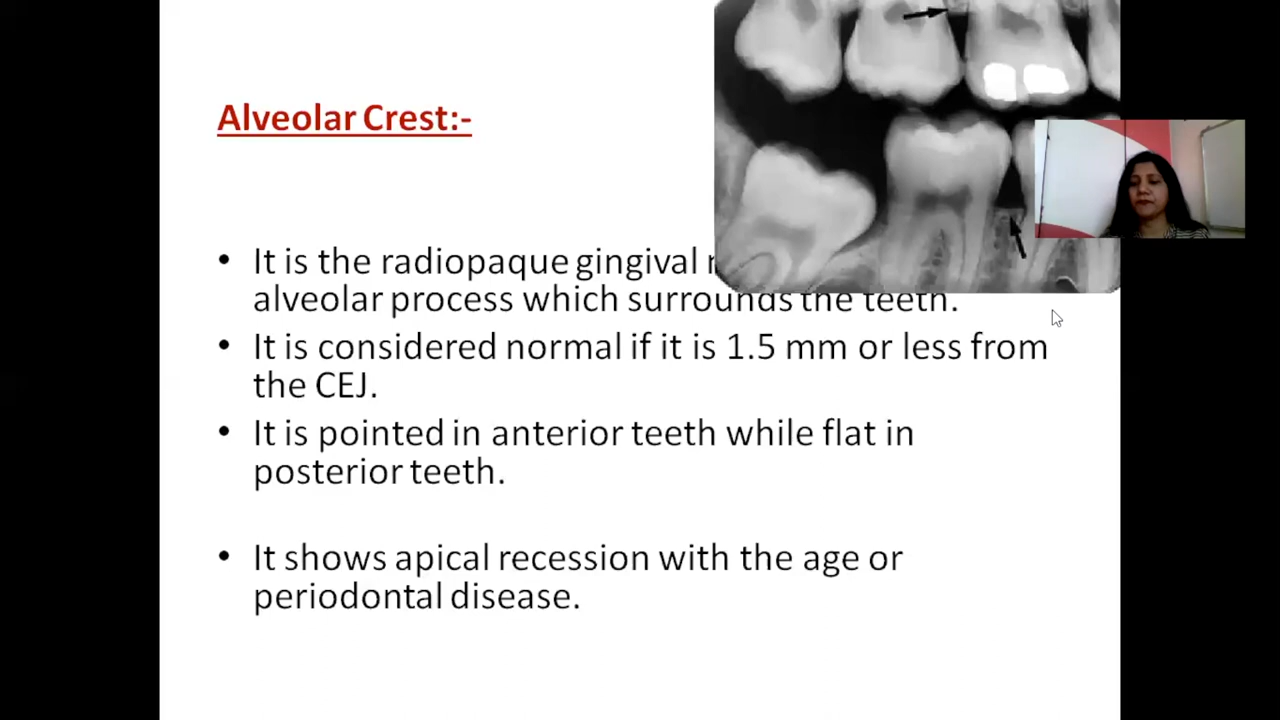 Alveolar Crest:-
• It is the radiopaque gingival
alveolar process which surrounds the teeth.
• It is considered normal if it is 1.5 mm or less from
the CEJ.
• It is pointed in anterior teeth while flat in
posterior teeth.
• It shows apical recession with the age or
periodontal disease.